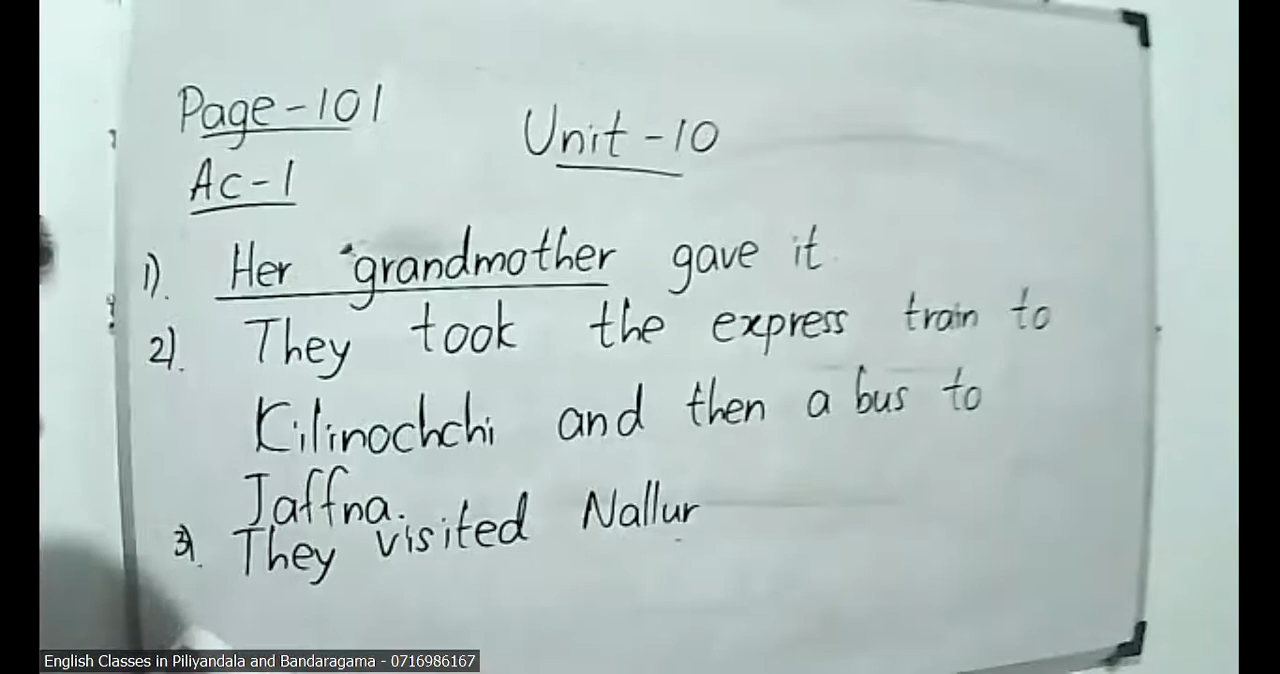 Page-101
Unit-10
Ac-1
1). Her grandmother gave it.
2). They took the express train to
Kilinochchi and then a bus to
Jaffna.
3). They visited Nallur
English Classes in Piliyandala and Bandaragama - 0716986167